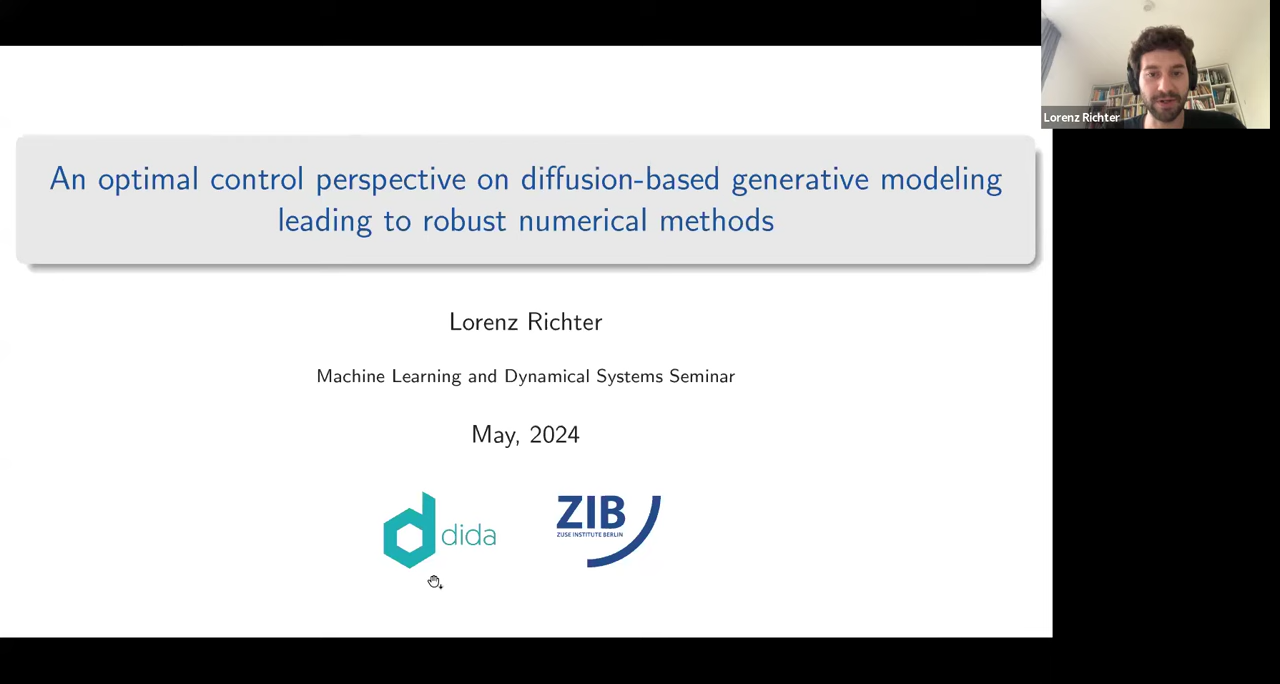 Lorenz Richter
An optimal control perspective on diffusion-based generative modeling
leading to robust numerical methods
Lorenz Richter
Machine Learning and Dynamical Systems Seminar
May, 2024
dida
ZIB
ZUSE INSTITUTE BERLIN